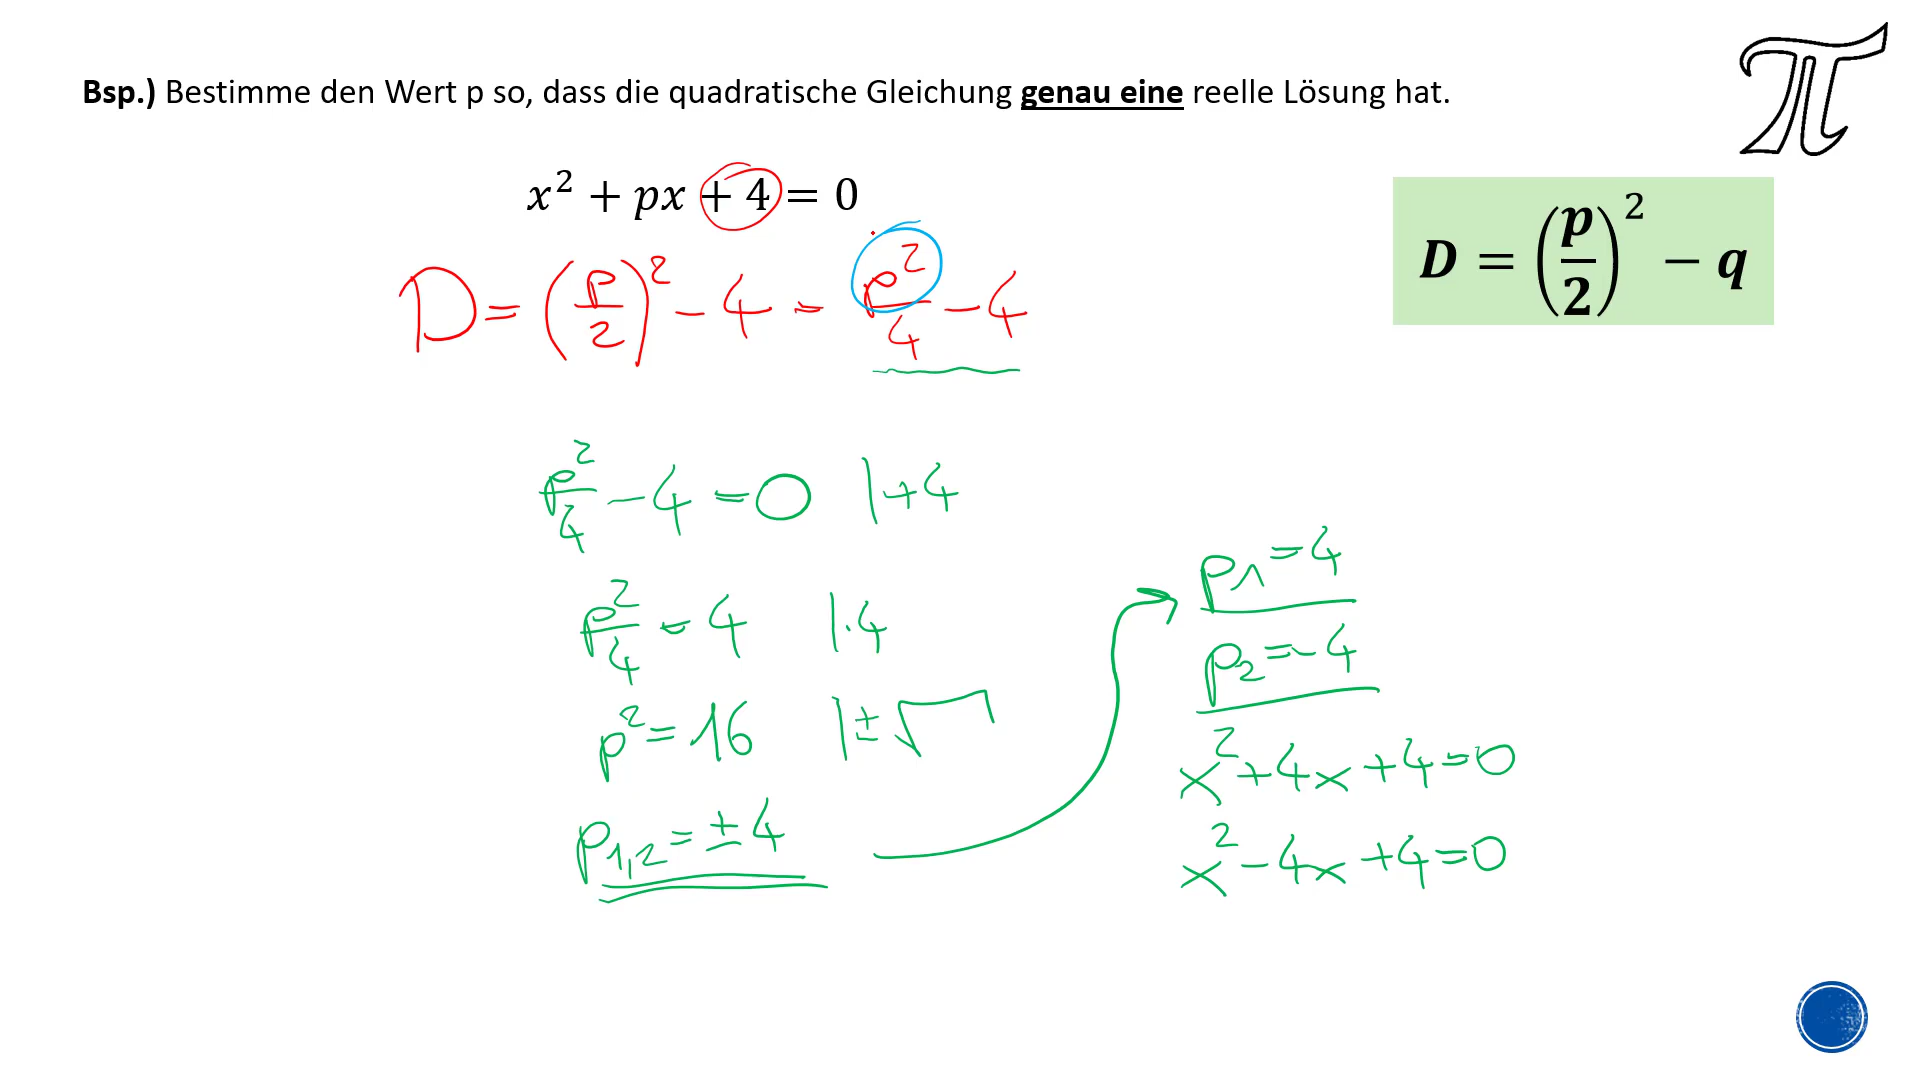 Bsp.) Bestimme den Wert p so, dass die quadratische Gleichung genau eine reelle Lösung hat.
x² + px + 4 = 0
D = (p/2)² − q
D = (p/2)² − 4 = p²/4 − 4
p²/4 − 4 = 0 | +4
p²/4 = 4 | ·4
p² = 16 | ±√
p₁,₂ = ± 4
p₁ = 4
p₂ = −4
x² + 4x + 4 = 0
x² − 4x + 4 = 0